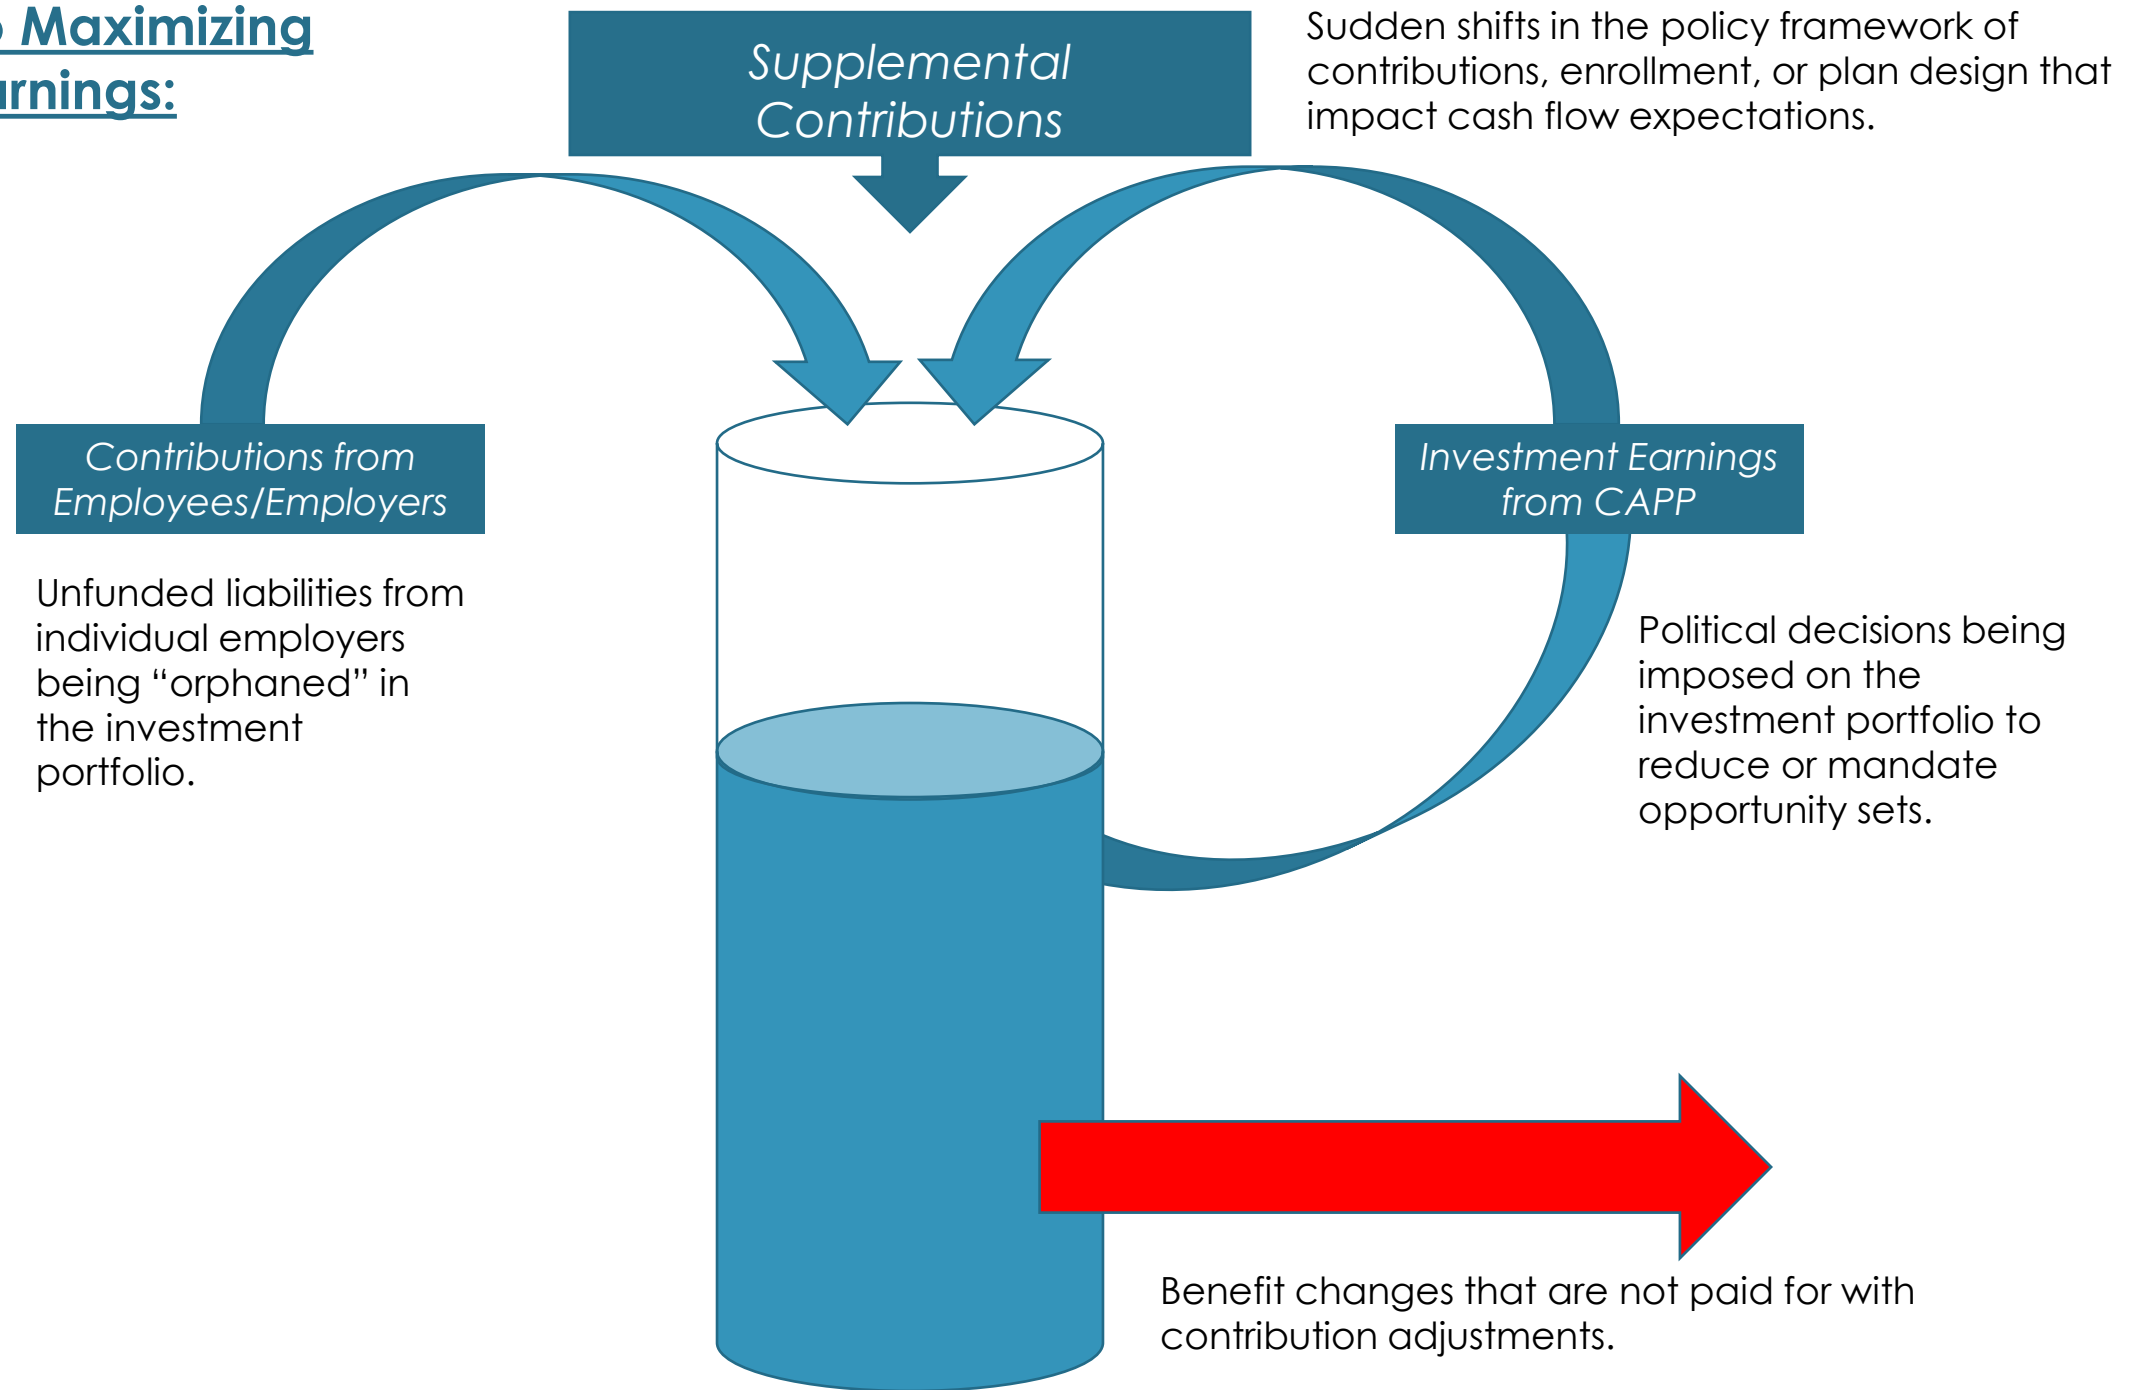 Maximizing
arnings:
Supplemental
Contributions
Sudden shifts in the policy framework of
contributions, enrollment, or plan design that
impact cash flow expectations.
Contributions from
Employees/Employers
Investment Earnings
from CAPP
Unfunded liabilities from
individual employers
being “orphaned” in
the investment
portfolio.
Political decisions being
imposed on the
investment portfolio to
reduce or mandate
opportunity sets.
Benefit changes that are not paid for with
contribution adjustments.